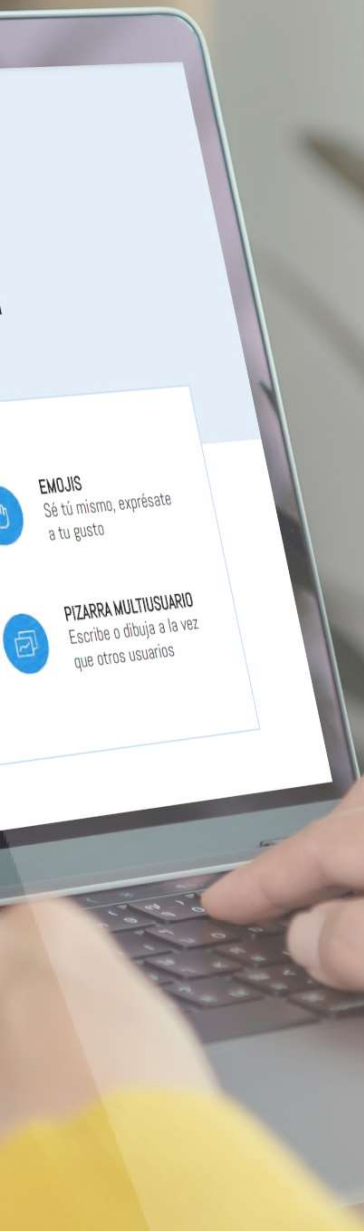 EMOJIS
Sé tú mismo, exprésate
a tu gusto
PIZARRA MULTIUSUARIO
Escribe o dibuja a la vez
que otros usuarios